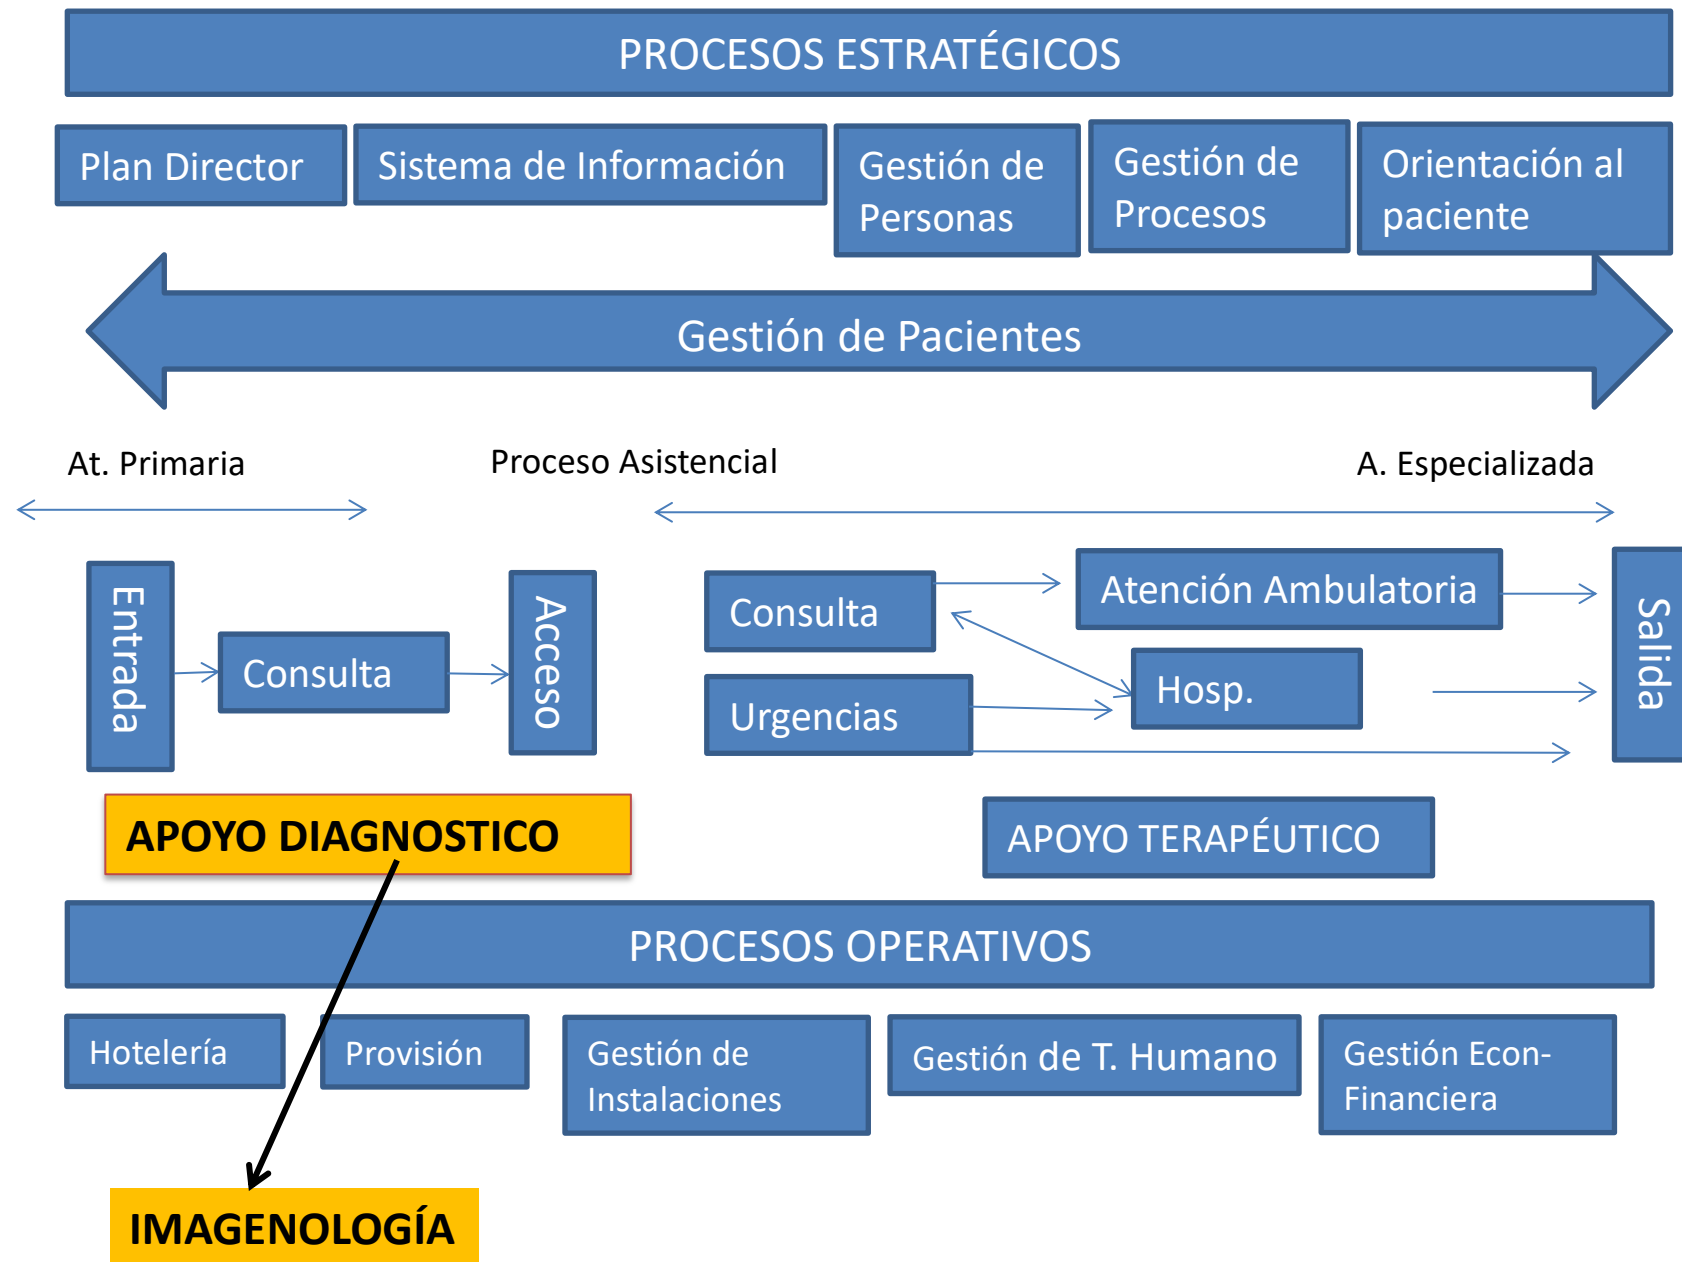 PROCESOS ESTRATÉGICOS
Plan Director
Sistema de Información
Gestión de
Personas
Gestión de
Procesos
Orientación al
paciente
Gestión de Pacientes
At. Primaria
Proceso Asistencial
A. Especializada
Entrada
Consulta
Acceso
Consulta
Urgencias
Atención Ambulatoria
Hosp.
Salida
APOYO DIAGNOSTICO
APOYO TERAPÉUTICO
PROCESOS OPERATIVOS
Hotelería
Provisión
Gestión de
Instalaciones
Gestión de T. Humano
Gestión Econ-
Financiera
IMAGENOLOGÍA